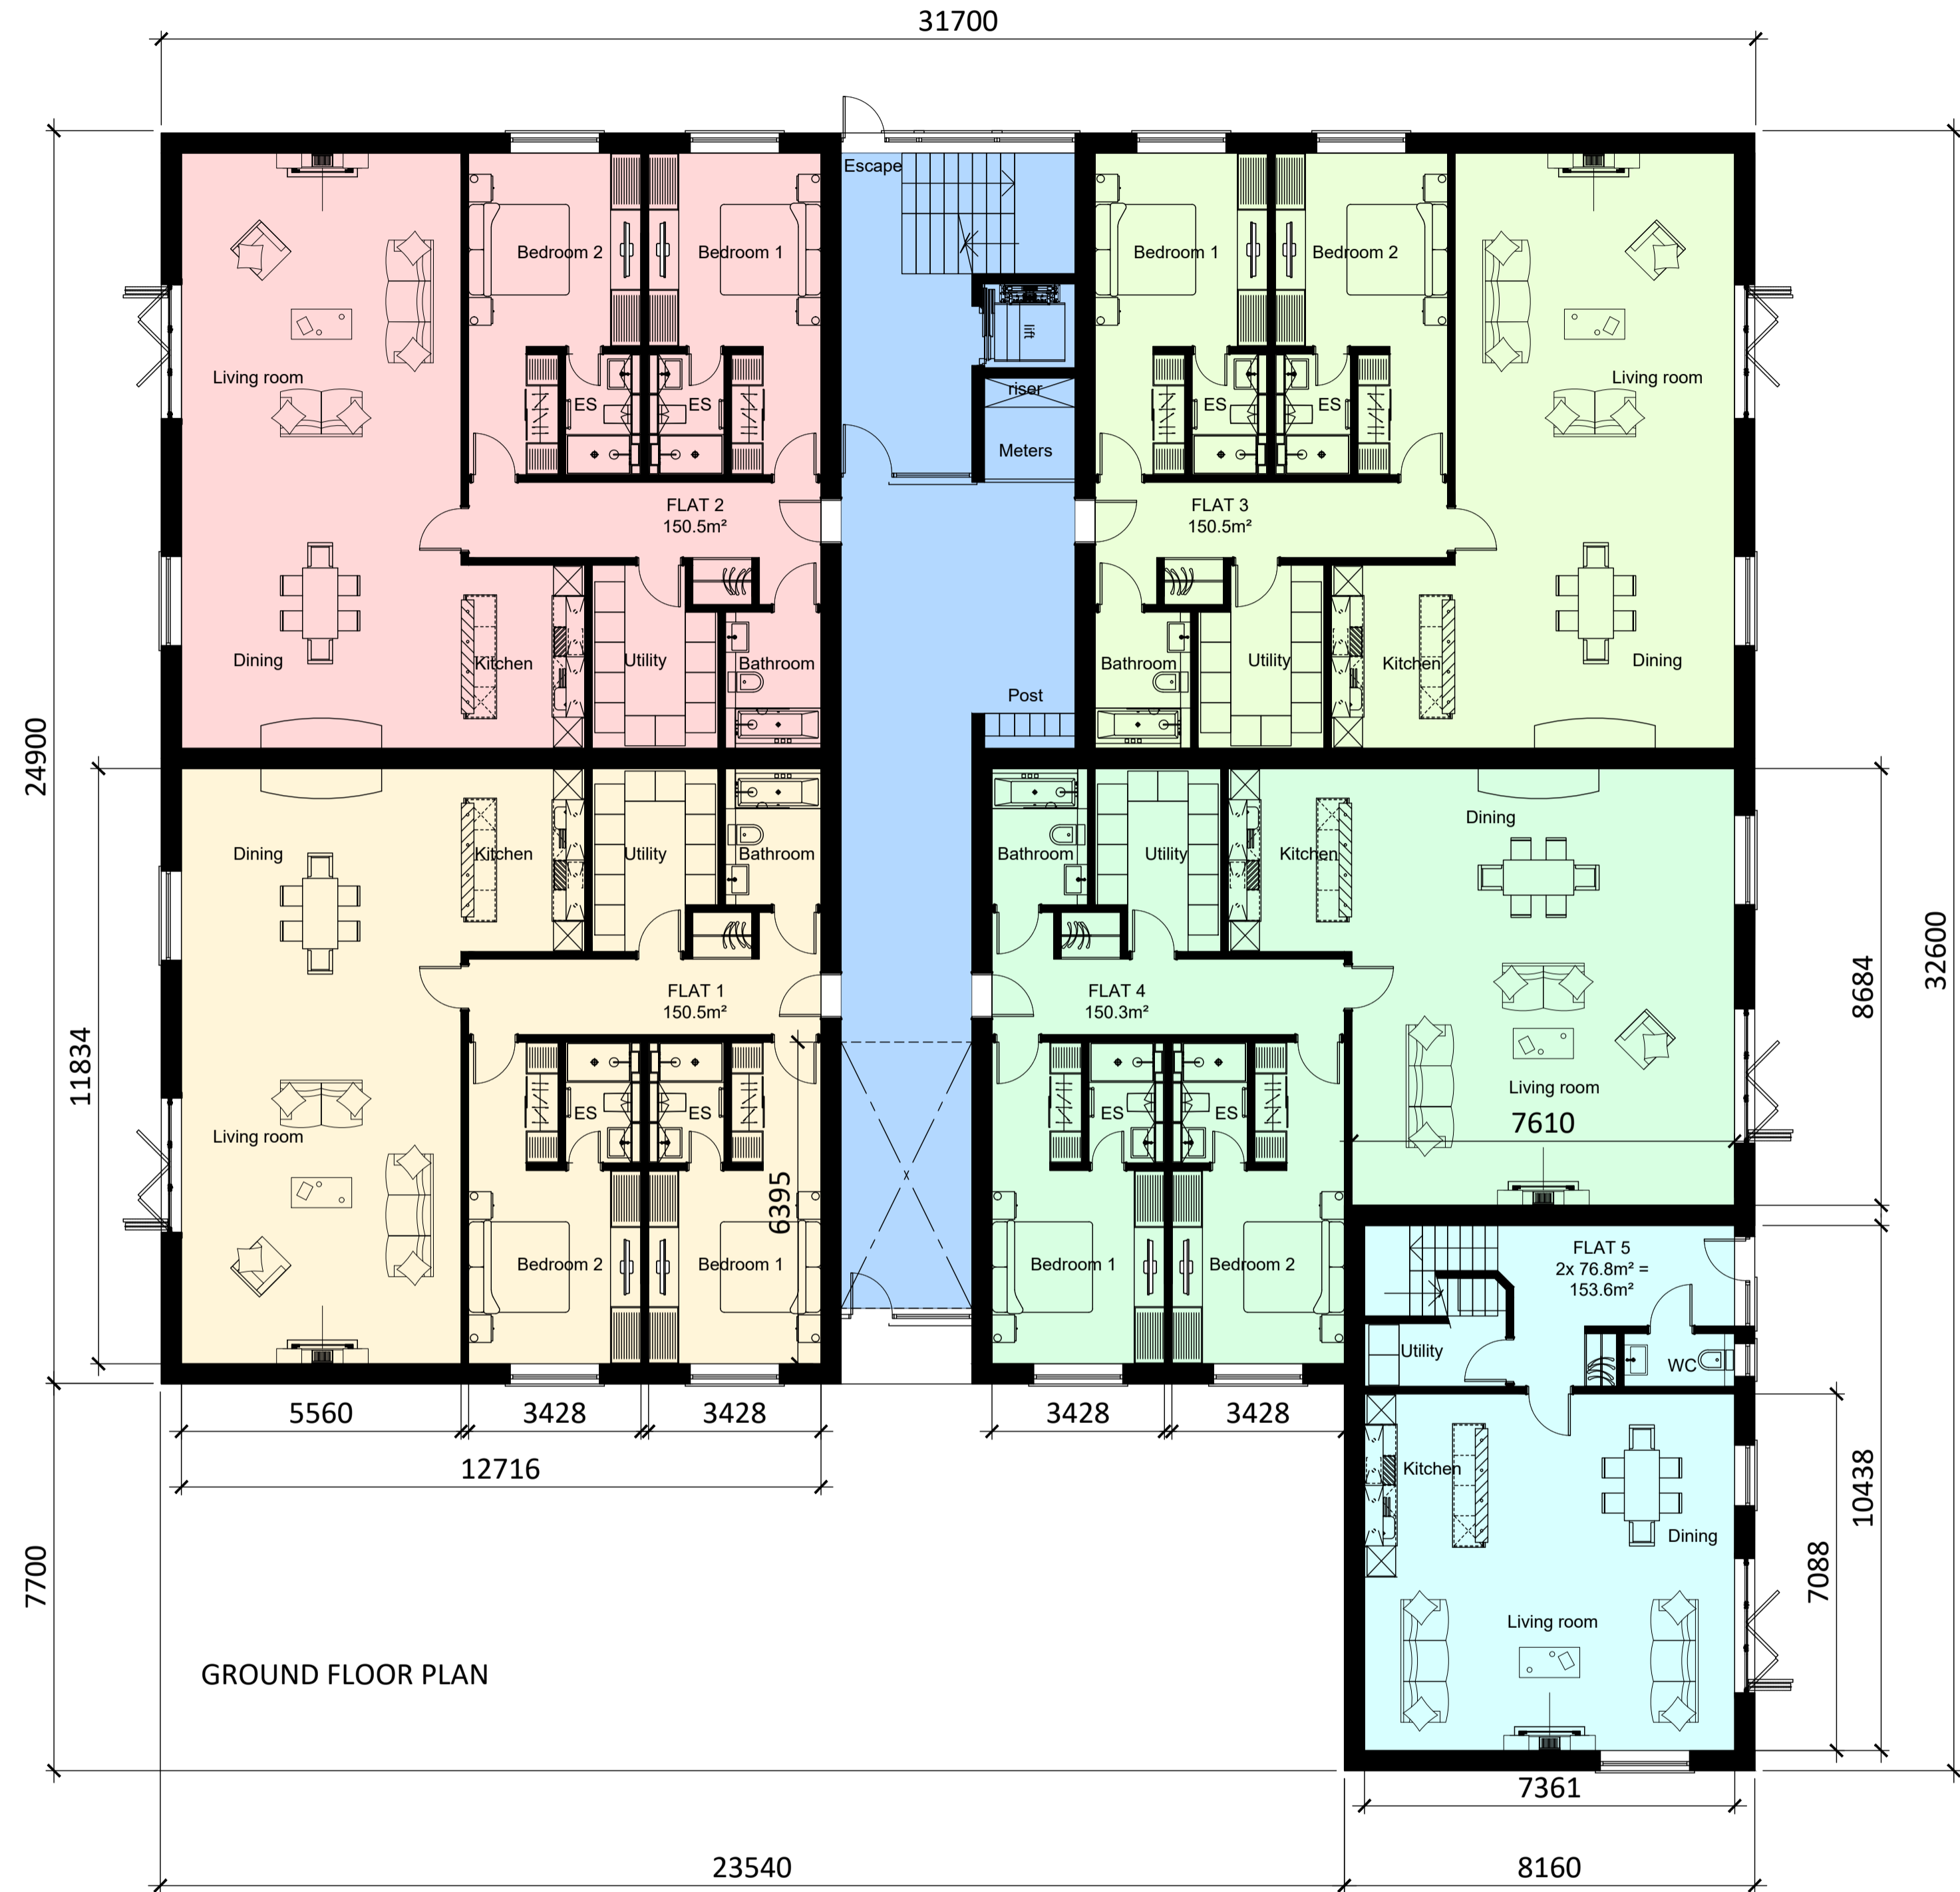 31700
Escape
Bedroom 2
Bedroom 1
Bedroom 1
Bedroom 2
lift
Living room
Living room
riser
ES
ES
ES
ES
Meters
FLAT 2
150.5m²
FLAT 3
150.5m²
Dining
Kitchen
Utility
Bathroom
Post
Bathroom
Utility
Kitchen
Dining
24900
32600
Dining
Kitchen
Utility
Bathroom
Bathroom
Utility
Kitchen
Dining
8684
FLAT 1
150.5m²
FLAT 4
150.3m²
11834
Living room
ES
ES
ES
ES
Living room
7610
6395
x
Bedroom 2
Bedroom 1
Bedroom 1
Bedroom 2
FLAT 5
2x 76.8m² =
153.6m²
Utility
WC
5560
3428
3428
3428
3428
12716
Kitchen
Dining
10438
7088
7700
Living room
GROUND FLOOR PLAN
7361
23540
8160